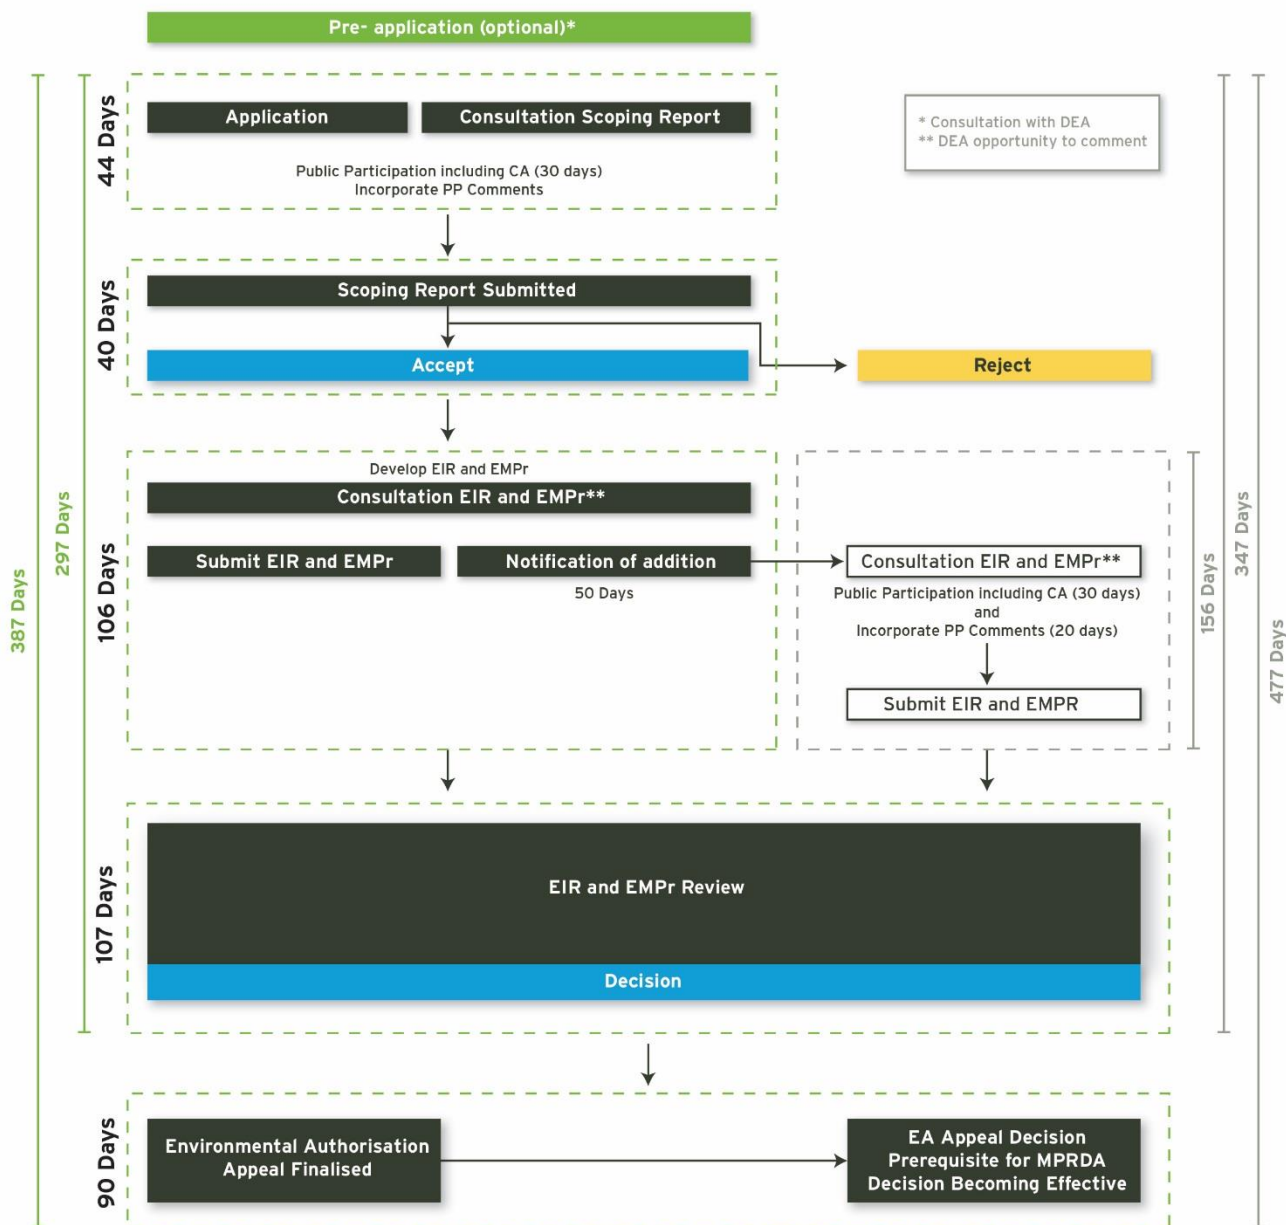 Pre- application (optional)*
44 Days
Application
Consultation Scoping Report
* Consultation with DEA
** DEA opportunity to comment
Public Participation including CA (30 days)
Incorporate PP Comments
40 Days
Scoping Report Submitted
Accept
Reject
387 Days
297 Days
106 Days
Develop EIR and EMPr
Consultation EIR and EMPr**
Submit EIR and EMPr
Notification of addition
50 Days
Consultation EIR and EMPr**
Public Participation including CA (30 days)
and
Incorporate PP Comments (20 days)
Submit EIR and EMPR
156 Days
347 Days
477 Days
107 Days
EIR and EMPr Review
Decision
90 Days
Environmental Authorisation
Appeal Finalised
EA Appeal Decision
Prerequisite for MPRDA
Decision Becoming Effective